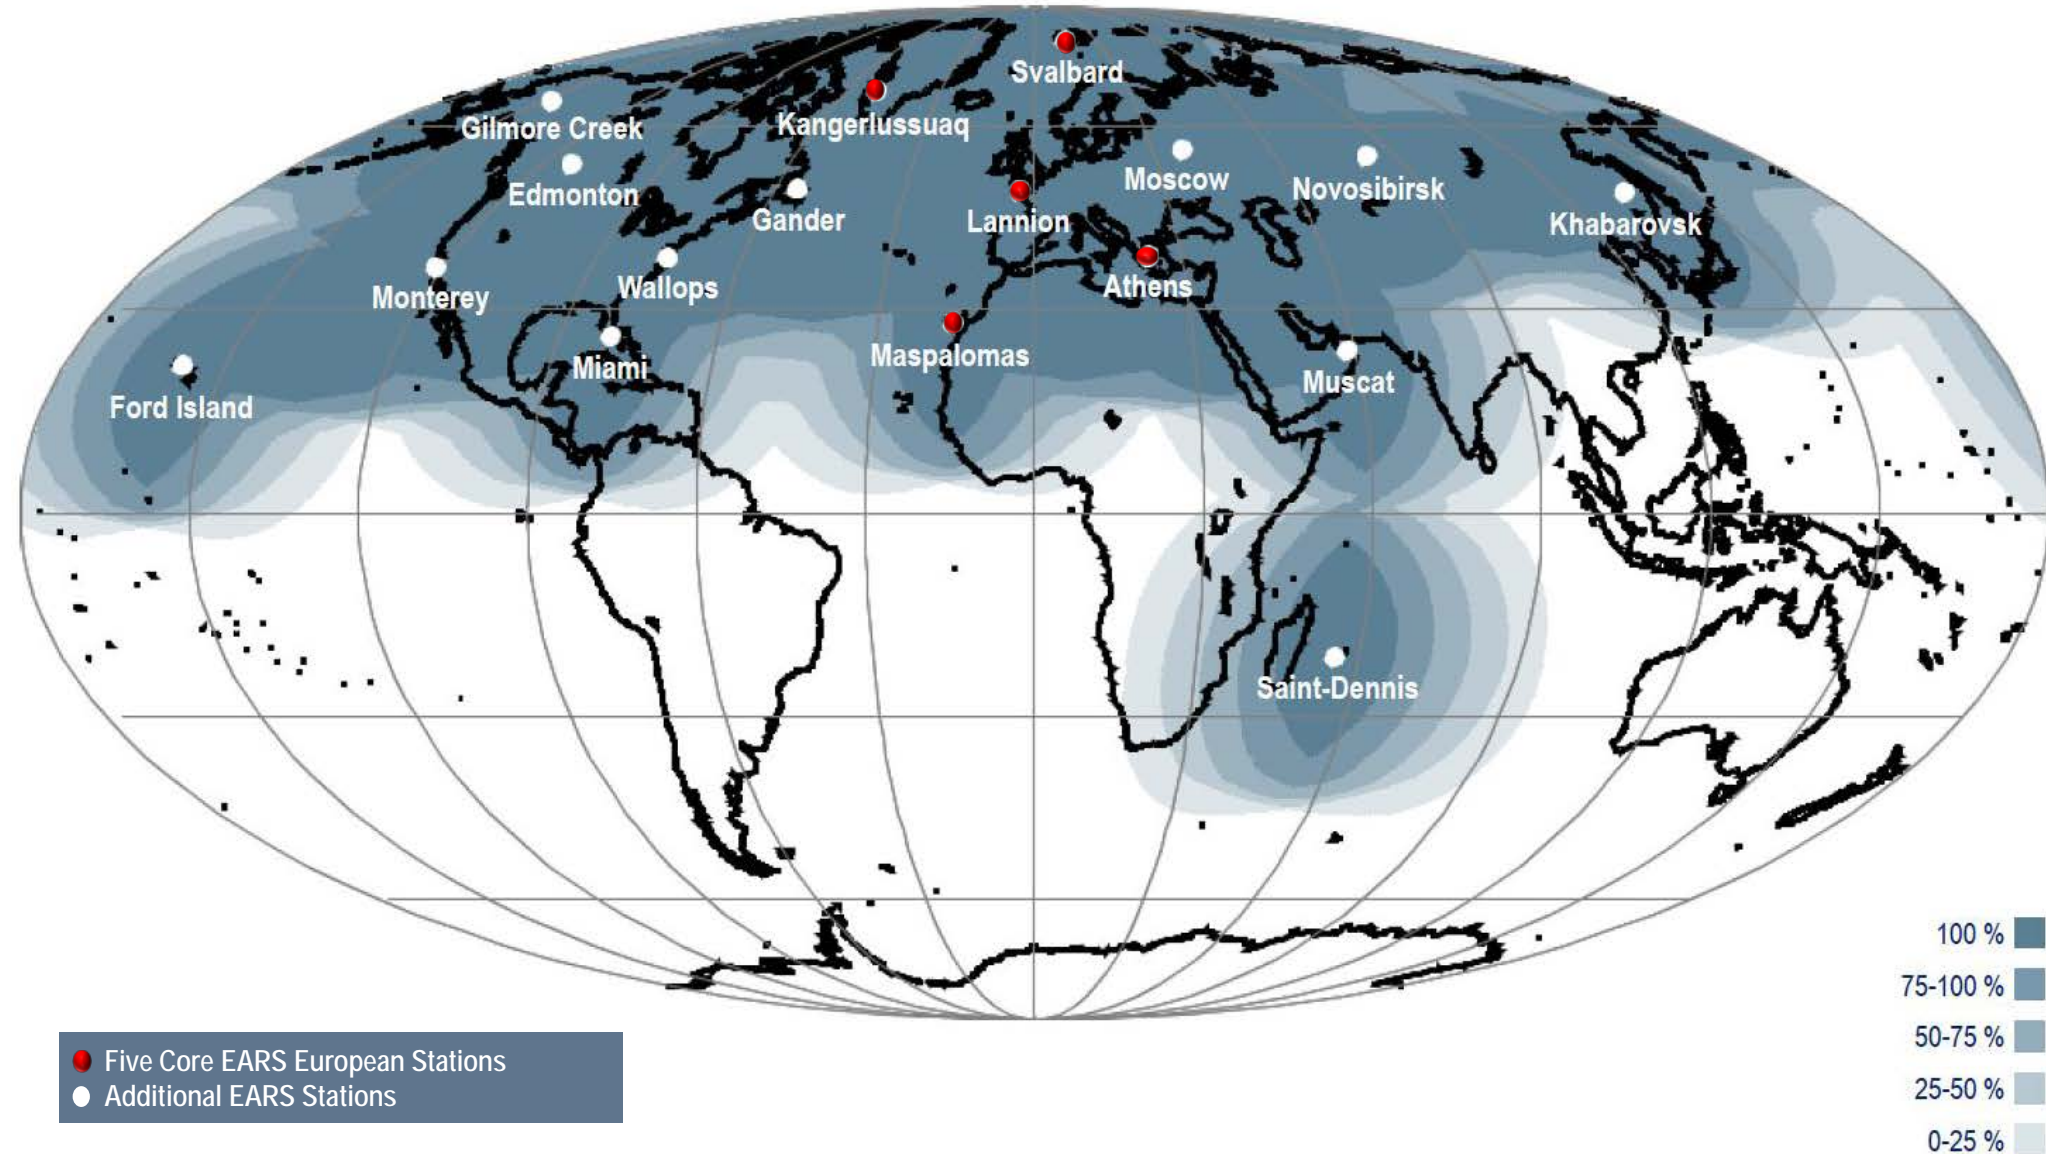 Svalbard
Gilmore Creek
Kangerlussuaq
Edmonton
Moscow
Novosibirsk
Gander
Lannion
Khabarovsk
Monterey
Wallops
Athens
Maspalomas
Miami
Muscat
Ford Island
Saint-Dennis
100 %
75-100 %
50-75 %
25-50 %
0-25 %
Five Core EARS European Stations
Additional EARS Stations